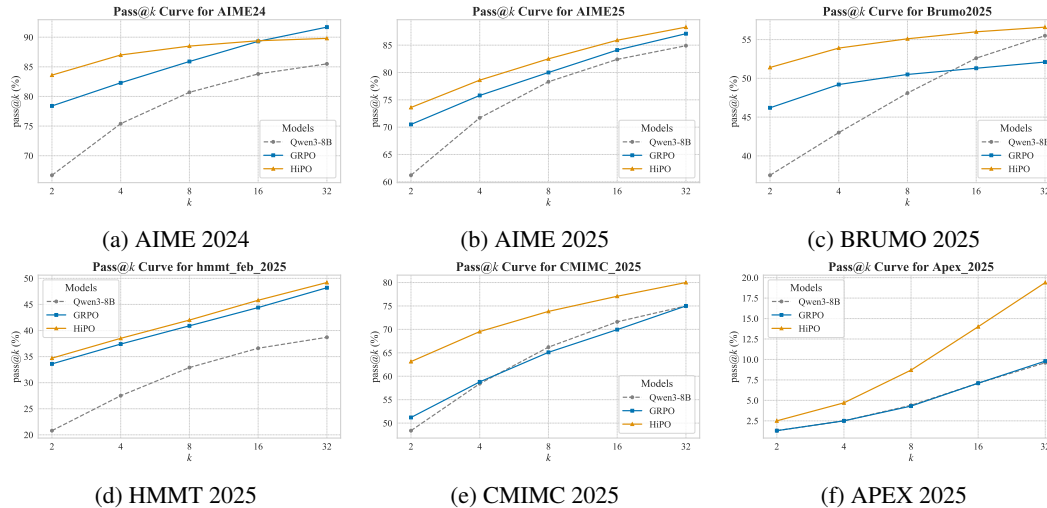 Pass@k Curve for AIME24
pass@k (%)
90
85
80
75
70
Models
Qwen3-8B
GRPO
HiPO
2 4 8 16 32
k
(a) AIME 2024
Pass@k Curve for AIME25
pass@k (%)
85
80
75
70
65
60
Models
Qwen3-8B
GRPO
HiPO
2 4 8 16 32
k
(b) AIME 2025
Pass@k Curve for Brumo2025
pass@k (%)
55
50
45
40
Models
Qwen3-8B
GRPO
HiPO
2 4 8 16 32
k
(c) BRUMO 2025
Pass@k Curve for hmmt_feb_2025
pass@k (%)
50
45
40
35
30
25
20
Models
Qwen3-8B
GRPO
HiPO
2 4 8 16 32
k
(d) HMMT 2025
Pass@k Curve for CMIMC_2025
pass@k (%)
80
75
70
65
60
55
50
Models
Qwen3-8B
GRPO
HiPO
2 4 8 16 32
k
(e) CMIMC 2025
Pass@k Curve for Apex_2025
pass@k (%)
20.0
17.5
15.0
12.5
10.0
7.5
5.0
2.5
Models
Qwen3-8B
GRPO
HiPO
2 4 8 16 32
k
(f) APEX 2025